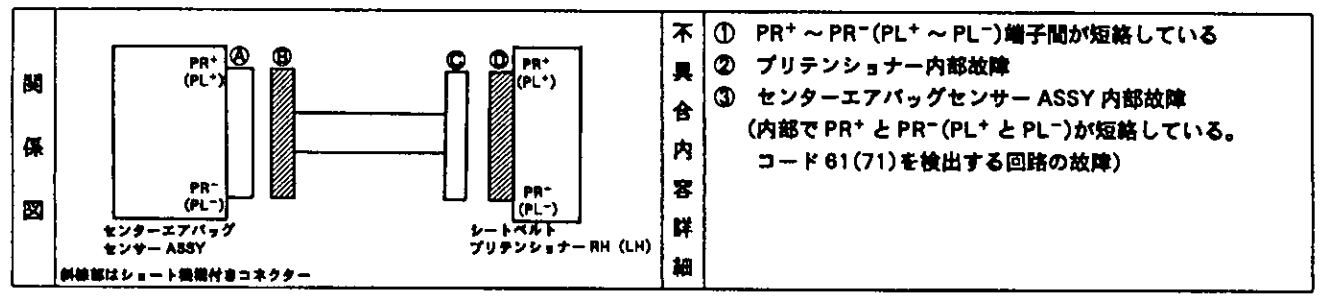 関係図
PR⁺
(PL⁺)
Ⓐ
Ⓑ
Ⓒ
Ⓓ
PR⁺
(PL⁺)
PR⁻
(PL⁻)
PR⁻
(PL⁻)
センターエアバッグ
センサー ASSY
シートベルト
プリテンショナー RH (LH)
斜線部はショート機構付きコネクター
不具合内容詳細
① PR⁺ ~ PR⁻(PL⁺ ~ PL⁻)端子間が短絡している
② プリテンショナー内部故障
③ センターエアバッグセンサー ASSY 内部故障
(内部で PR⁺ と PR⁻(PL⁺ と PL⁻)が短絡している。
コード 61(71)を検出する回路の故障)